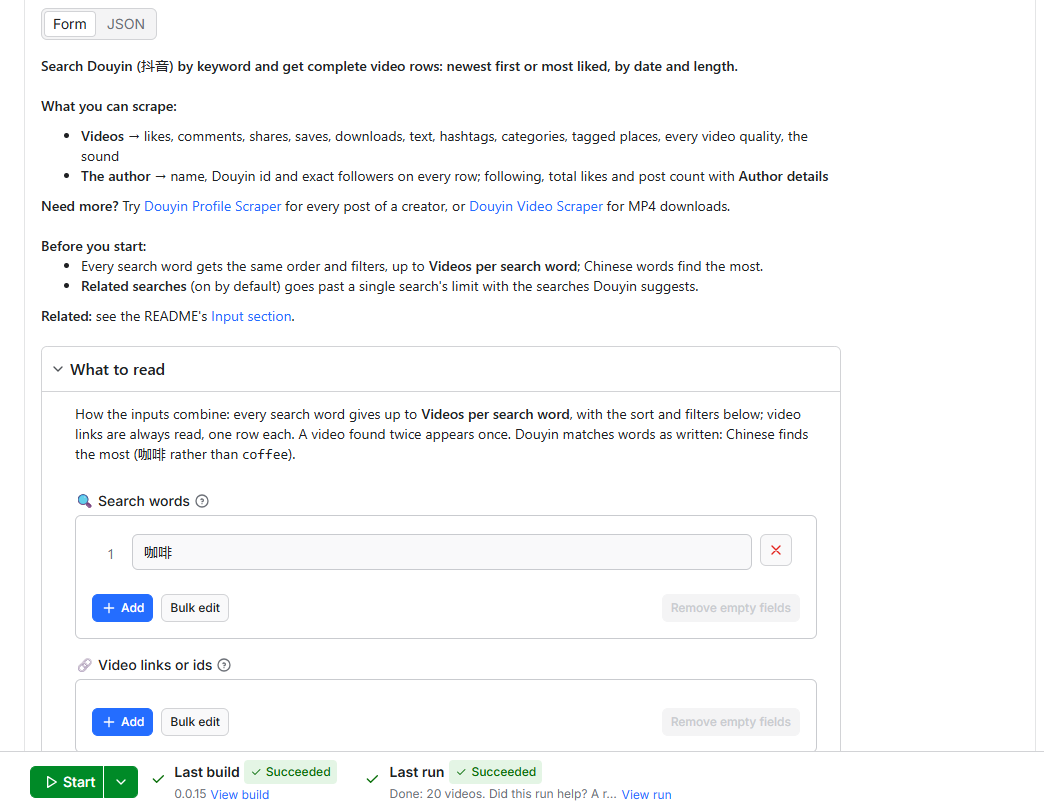 Form JSON
Search Douyin (抖音) by keyword and get complete video rows: newest first or most liked, by date and length.
What you can scrape:
• Videos → likes, comments, shares, saves, downloads, text, hashtags, categories, tagged places, every video quality, the
sound
• The author → name, Douyin id and exact followers on every row; following, total likes and post count with Author details
Need more? Try Douyin Profile Scraper for every post of a creator, or Douyin Video Scraper for MP4 downloads.
Before you start:
• Every search word gets the same order and filters, up to Videos per search word; Chinese words find the most.
• Related searches (on by default) goes past a single search's limit with the searches Douyin suggests.
Related: see the README's Input section.
What to read
How the inputs combine: every search word gives up to Videos per search word, with the sort and filters below; video
links are always read, one row each. A video found twice appears once. Douyin matches words as written: Chinese finds
the most (咖啡 rather than coffee).
Search words
1 咖啡
+ Add Bulk edit Remove empty fields
Video links or ids
+ Add Bulk edit Remove empty fields
Start
Last build Succeeded
0.0.15 View build
Last run Succeeded
Done: 20 videos. Did this run help? A r... View run